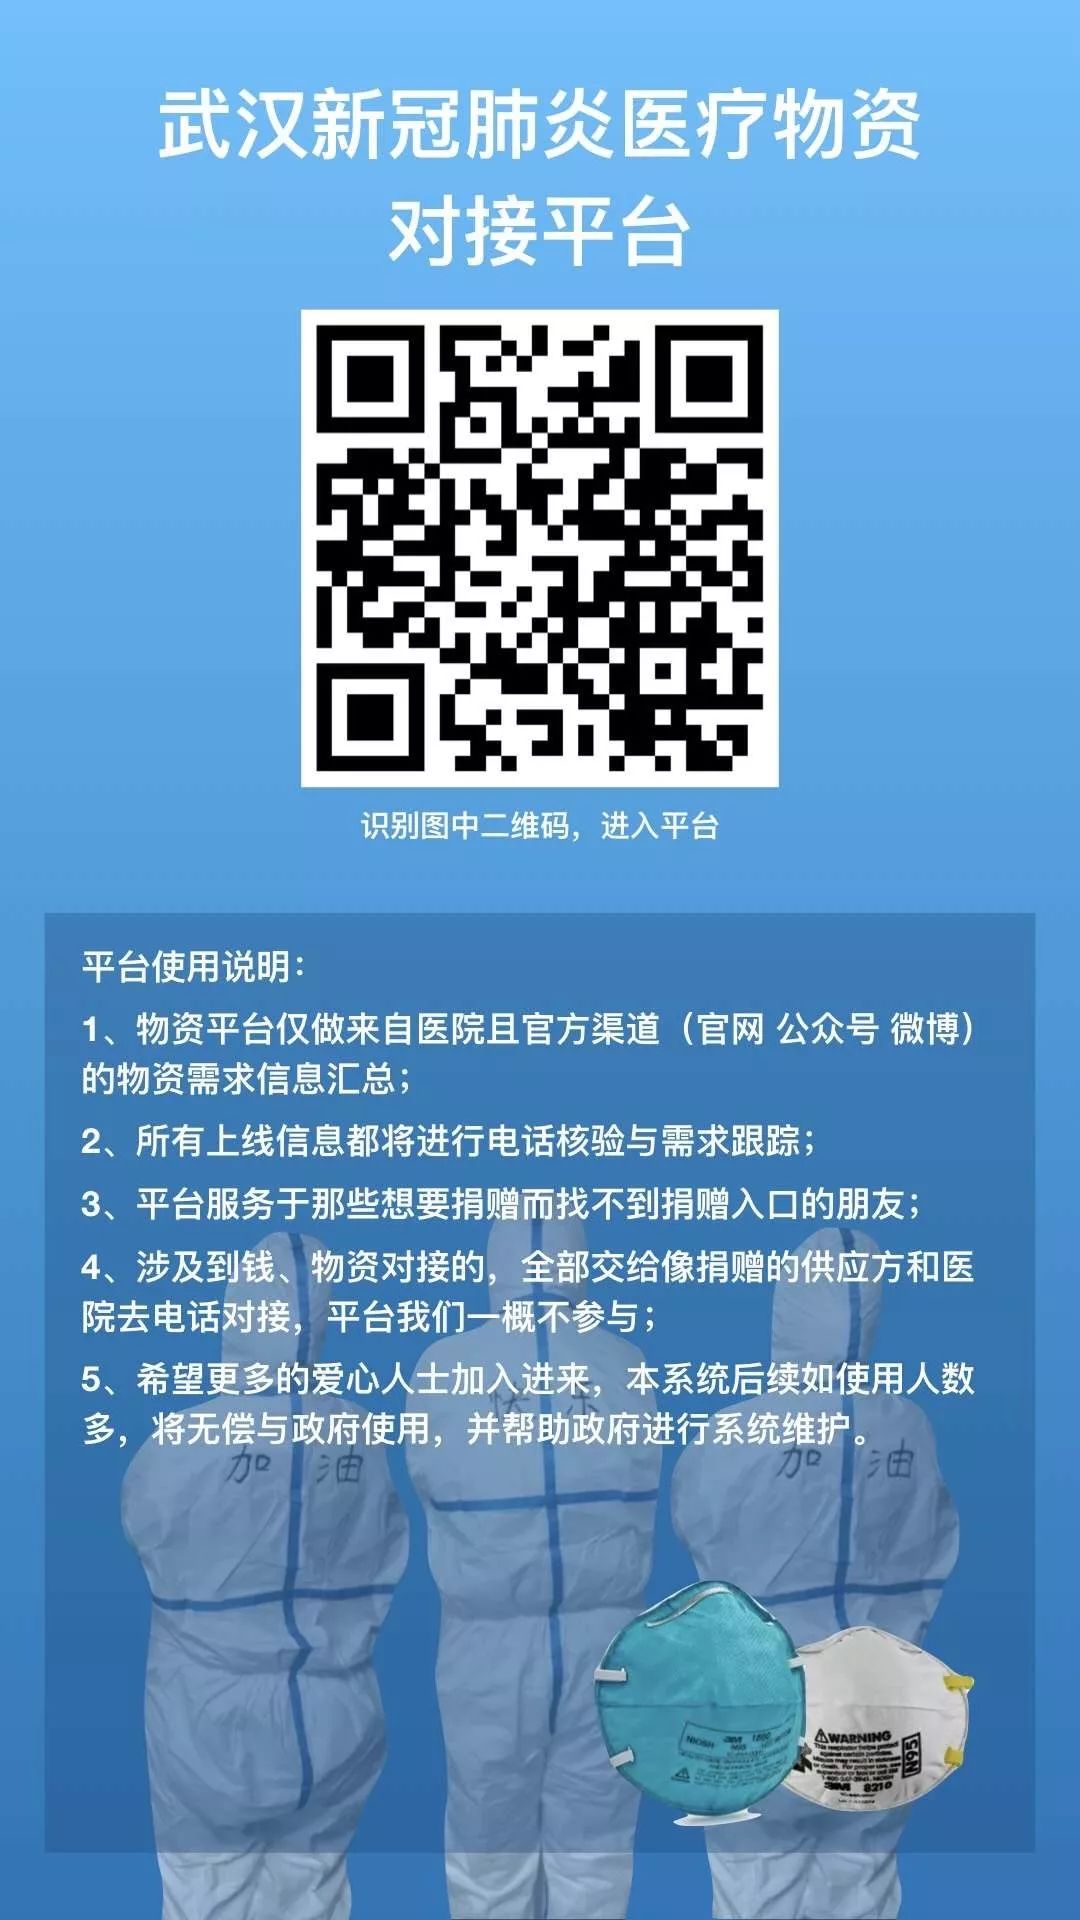 武汉新冠肺炎医疗物资
对接平台
识别图中二维码，进入平台
平台使用说明：
1、物资平台仅做来自医院且官方渠道（官网 公众号 微博）
的物资需求信息汇总；
2、所有上线信息都将进行电话核验与需求跟踪；
3、平台服务于那些想要捐赠而找不到捐赠入口的朋友；
4、涉及到钱、物资对接的，全部交给像捐赠的供应方和医
院去电话对接，平台我们一概不参与；
5、希望更多的爱心人士加入进来，本系统后续如使用人数
多，将无偿与政府使用，并帮助政府进行系统维护。
加油
加油
NIOSH 3M 1860
N95
WARNING
This respirator helps protect
against certain particles.
3M 8210
N95